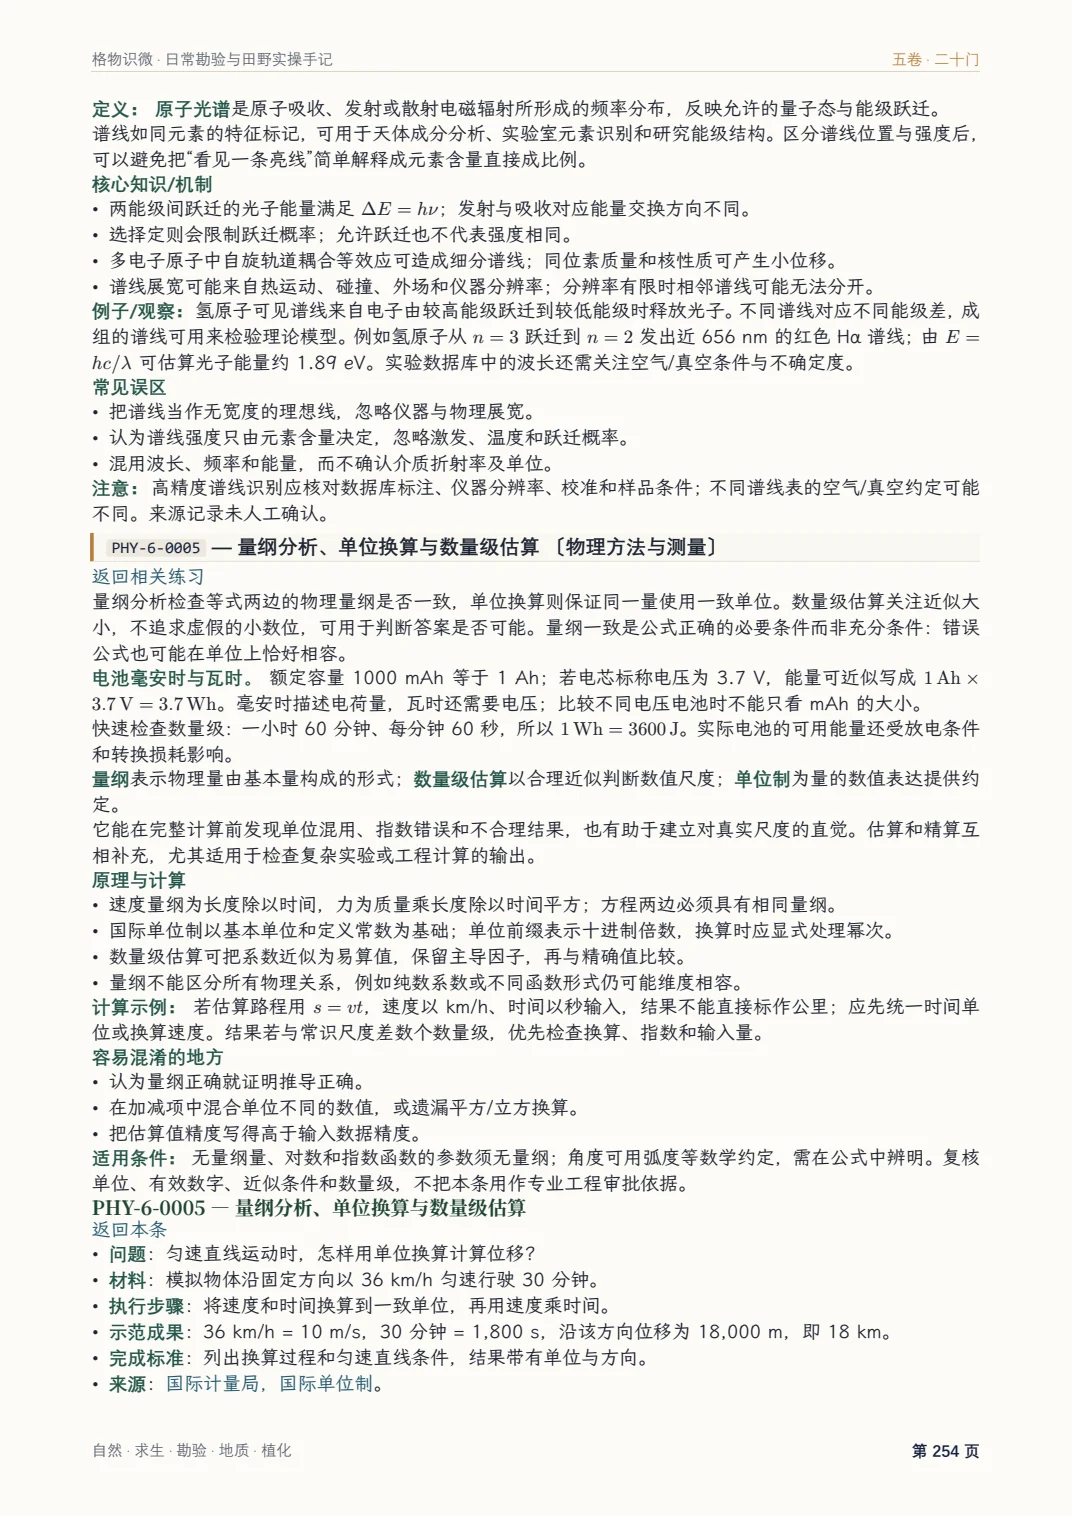 格物识微 · 日常勘验与田野实操手记
五卷 · 二十门
定义： 原子光谱是原子吸收、发射或散射电磁辐射所形成的频率分布，反映允许的量子态与能级跃迁。
谱线如同元素的特征标记，可用于天体成分分析、实验室元素识别和研究能级结构。区分谱线位置与强度后，
可以避免把“看见一条亮线”简单解释成元素含量直接成比例。
核心知识/机制
• 两能级间跃迁的光子能量满足 ΔE = hν；发射与吸收对应能量交换方向不同。
• 选择定则会限制跃迁概率；允许跃迁也不代表强度相同。
• 多电子原子中自旋轨道耦合等效应可造成细分谱线；同位素质量和核性质可产生小位移。
• 谱线展宽可能来自热运动、碰撞、外场和仪器分辨率；分辨率有限时相邻谱线可能无法分开。
例子/观察：氢原子可见谱线来自电子由较高能级跃迁到较低能级时释放光子。不同谱线对应不同能级差，成
组的谱线可用来检验理论模型。例如氢原子从 n = 3 跃迁到 n = 2 发出近 656 nm 的红色 Hα 谱线；由 E =
hc/λ 可估算光子能量约 1.89 eV。实验数据库中的波长还需关注空气/真空条件与不确定度。
常见误区
• 把谱线当作无宽度的理想线，忽略仪器与物理展宽。
• 认为谱线强度只由元素含量决定，忽略激发、温度和跃迁概率。
• 混用波长、频率和能量，而不确认介质折射率及单位。
注意：高精度谱线识别应核对数据库标注、仪器分辨率、校准和样品条件；不同谱线表的空气/真空约定可能
不同。来源记录未人工确认。
PHY-6-0005 — 量纲分析、单位换算与数量级估算 〔物理方法与测量〕
返回相关练习
量纲分析检查等式两边的物理量纲是否一致，单位换算则保证同一量使用一致单位。数量级估算关注近似大
小，不追求虚假的小数位，可用于判断答案是否可能。量纲一致是公式正确的必要条件而非充分条件：错误
公式也可能在单位上恰好相容。
电池毫安时与瓦时。 额定容量 1000 mAh 等于 1 Ah；若电芯标称电压为 3.7 V，能量可近似写成 1 Ah ×
3.7 V = 3.7 Wh。毫安时描述电荷量，瓦时还需要电压；比较不同电压电池时不能只看 mAh 的大小。
快速检查数量级：一小时 60 分钟、每分钟 60 秒，所以 1 Wh = 3600 J。实际电池的可用能量还受放电条件
和转换损耗影响。
量纲表示物理量由基本量构成的形式；数量级估算以合理近似判断数值尺度；单位制为量的数值表达提供约
定。
它能在完整计算前发现单位混用、指数错误和不合理结果，也有助于建立对真实尺度的直觉。估算和精算互
相补充，尤其适用于检查复杂实验或工程计算的输出。
原理与计算
• 速度量纲为长度除以时间，力为质量乘长度除以时间平方；方程两边必须具有相同量纲。
• 国际单位制以基本单位和定义常数为基础；单位前缀表示十进制倍数，换算时应显式处理幂次。
• 数量级估算可把系数近似为易算值，保留主导因子，再与精确值比较。
• 量纲不能区分所有物理关系，例如纯数系数或不同函数形式仍可能维度相容。
计算示例： 若估算路程用 s = vt，速度以 km/h、时间以秒输入，结果不能直接标作公里；应先统一时间单
位或换算速度。结果若与常识尺度差数个数量级，优先检查换算、指数和输入量。
容易混淆的地方
• 认为量纲正确就证明推导正确。
• 在加减项中混合单位不同的数值，或遗漏平方/立方换算。
• 把估算值精度写得高于输入数据精度。
适用条件： 无量纲量、对数和指数函数的参数须无量纲；角度可用弧度等数学约定，需在公式中辨明。复核
单位、有效数字、近似条件和数量级，不把本条用作专业工程审批依据。
PHY-6-0005 — 量纲分析、单位换算与数量级估算
返回本条
• 问题：匀速直线运动时，怎样用单位换算计算位移？
• 材料：模拟物体沿固定方向以 36 km/h 匀速行驶 30 分钟。
• 执行步骤：将速度和时间换算到一致单位，再用速度乘时间。
• 示范成果：36 km/h = 10 m/s，30 分钟 = 1,800 s，沿该方向位移为 18,000 m，即 18 km。
• 完成标准：列出换算过程和匀速直线条件，结果带有单位与方向。
• 来源：国际计量局，国际单位制。
自然 · 求生 · 勘验 · 地质 · 植化
第 254 页